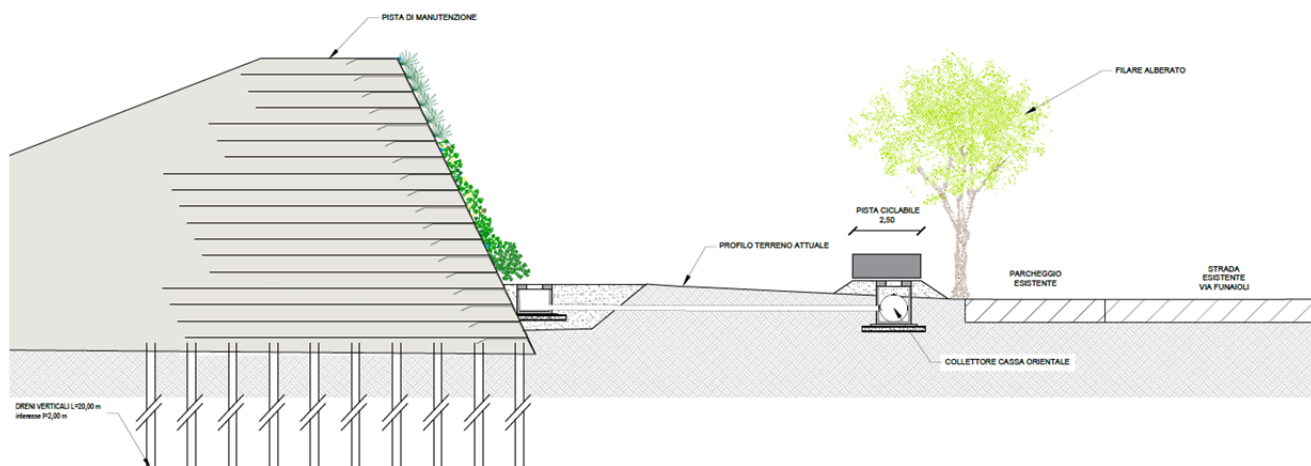 PISTA DI MANUTENZIONE
FILARE ALBERATO
PISTA CICLABILE
2,50
PROFILO TERRENO ATTUALE
PARCHEGGIO
ESISTENTE
STRADA
ESISTENTE
VIA FUNAIOLI
COLLETTORE CASSA ORIENTALE
DRENI VERTICALI L=20,00 m
interasse i=2,00 m